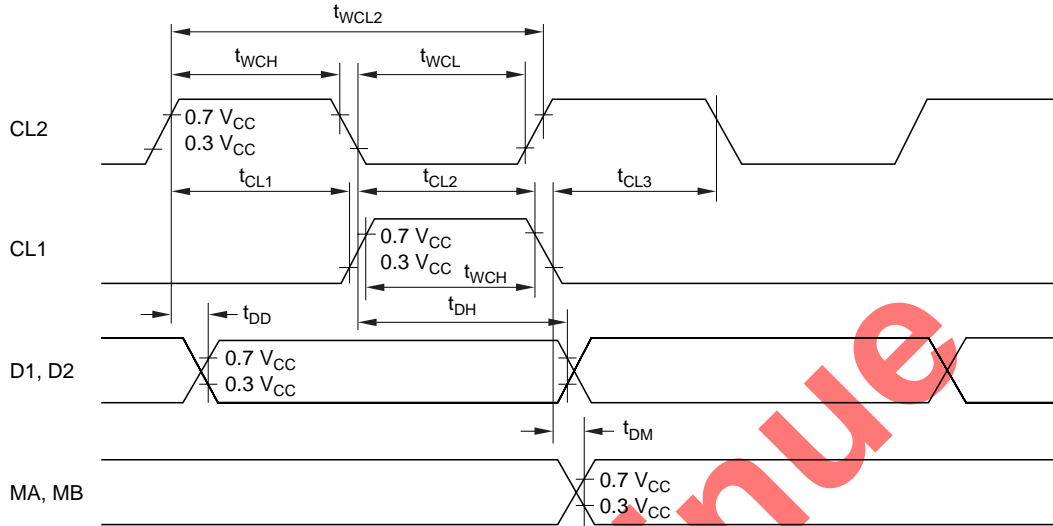 tWCL2
tWCH
tWCL
CL2
0.7 VCC
0.3 VCC
tCL1
tCL2
tCL3
CL1
0.7 VCC
0.3 VCC
tWCH
tDH
tDD
D1, D2
0.7 VCC
0.3 VCC
tDM
MA, MB
0.7 VCC
0.3 VCC